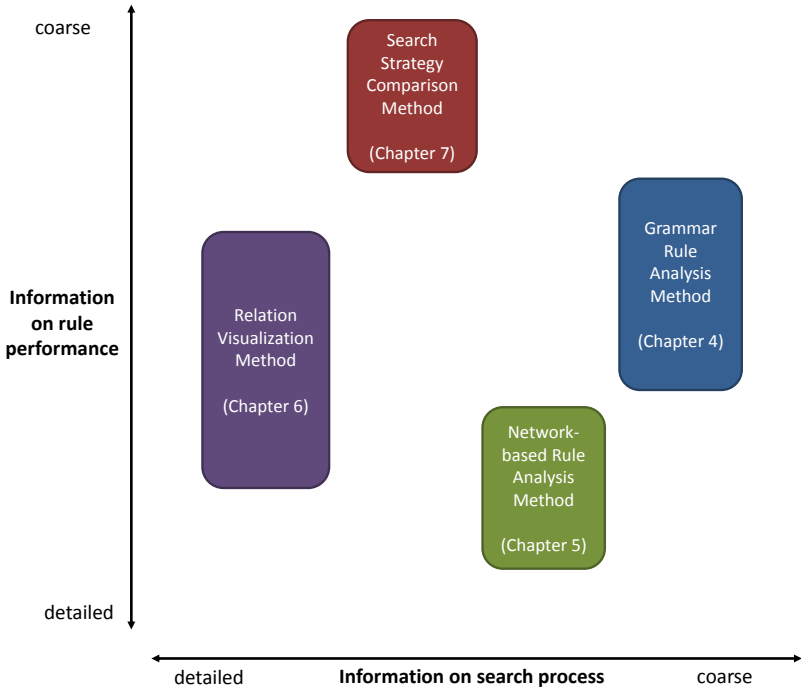 coarse
Search
Strategy
Comparison
Method
(Chapter 7)
Grammar
Rule
Analysis
Method
(Chapter 4)
Information
on rule
performance
Relation
Visualization
Method
(Chapter 6)
Network-
based Rule
Analysis
Method
(Chapter 5)
detailed
detailed
Information on search process
coarse